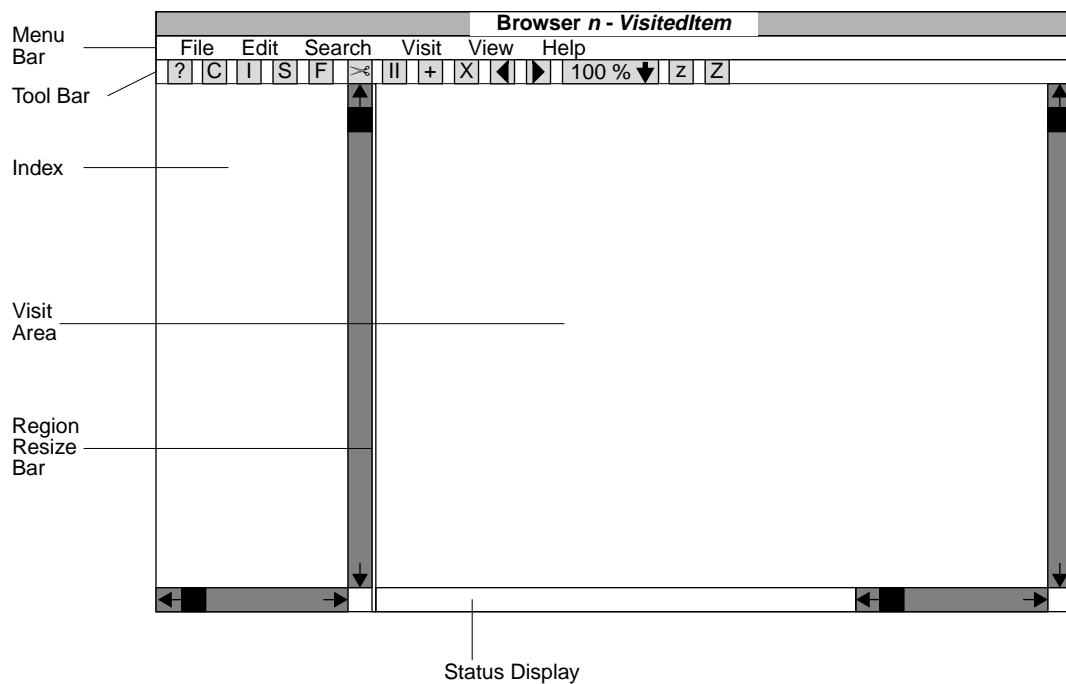 Browser n - VisitedItem
Menu
Bar
File Edit Search Visit View Help
? C I S F II + X 100 % z Z
Tool Bar
Index
Visit
Area
Region
Resize
Bar
Status Display